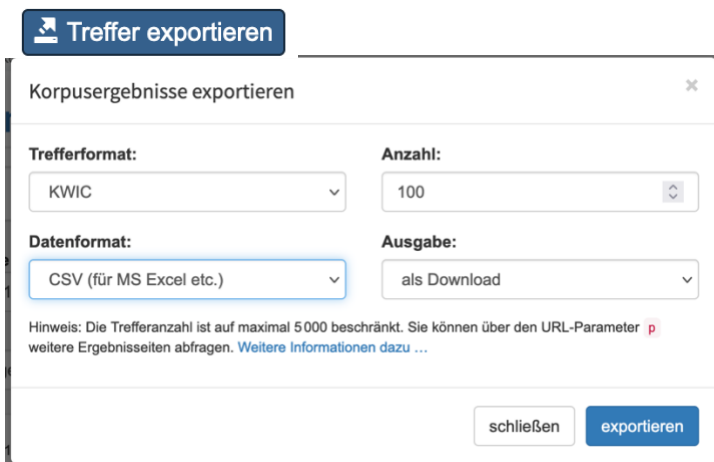 Treffer exportieren
Korpusergebnisse exportieren
×
Trefferformat:
Anzahl:
KWIC
100
Datenformat:
Ausgabe:
CSV (für MS Excel etc.)
als Download
Hinweis: Die Trefferanzahl ist auf maximal 5 000 beschränkt. Sie können über den URL-Parameter p
weitere Ergebnisseiten abfragen. Weitere Informationen dazu …
schließen
exportieren